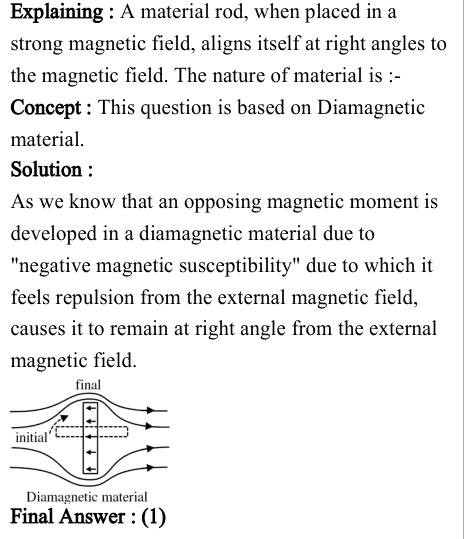 Explaining : A material rod, when placed in a
strong magnetic field, aligns itself at right angles to
the magnetic field. The nature of material is :-
Concept : This question is based on Diamagnetic
material.
Solution :
As we know that an opposing magnetic moment is
developed in a diamagnetic material due to
"negative magnetic susceptibility" due to which it
feels repulsion from the external magnetic field,
causes it to remain at right angle from the external
magnetic field.
final
initial
Diamagnetic material
Final Answer : (1)